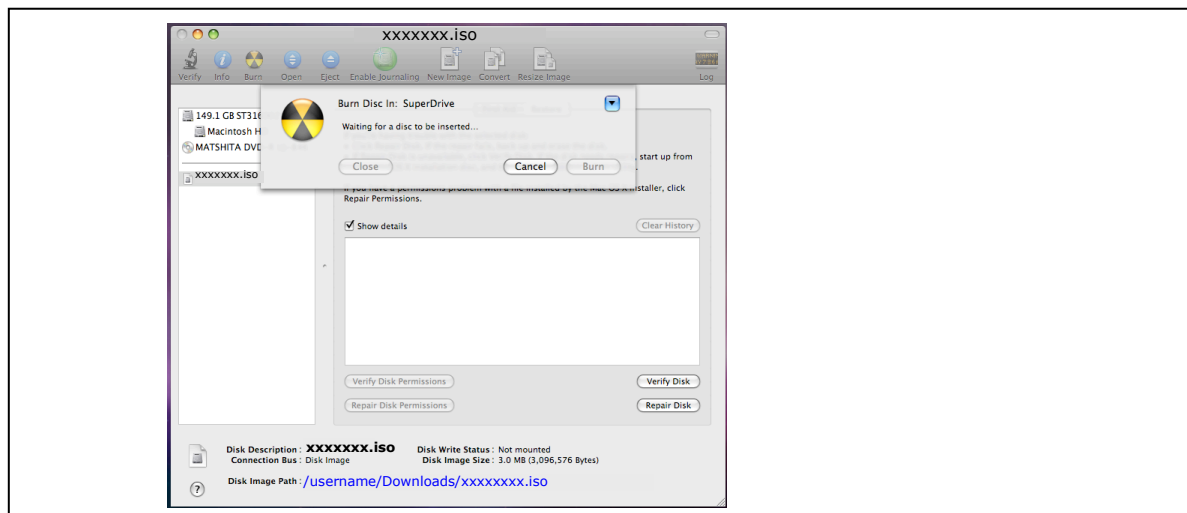 xxxxxxx.iso
Verify Info Burn Open Eject Enable Journaling New Image Convert Resize Image Log
Burn Disc In: SuperDrive
Waiting for a disc to be inserted...
Close Cancel Burn
149.1 GB ST316
Macintosh H
MATSHITA DVD
xxxxxxx.iso
, start up from
If you have a permissions problem with a file installed by the Mac OS X installer, click
Repair Permissions.
Show details Clear History
Verify Disk Permissions Verify Disk
Repair Disk Permissions Repair Disk
Disk Description : xxxxxxx.iso Disk Write Status : Not mounted
Connection Bus : Disk Image Disk Image Size : 3.0 MB (3,096,576 Bytes)
Disk Image Path : /username/Downloads/xxxxxxxx.iso
?